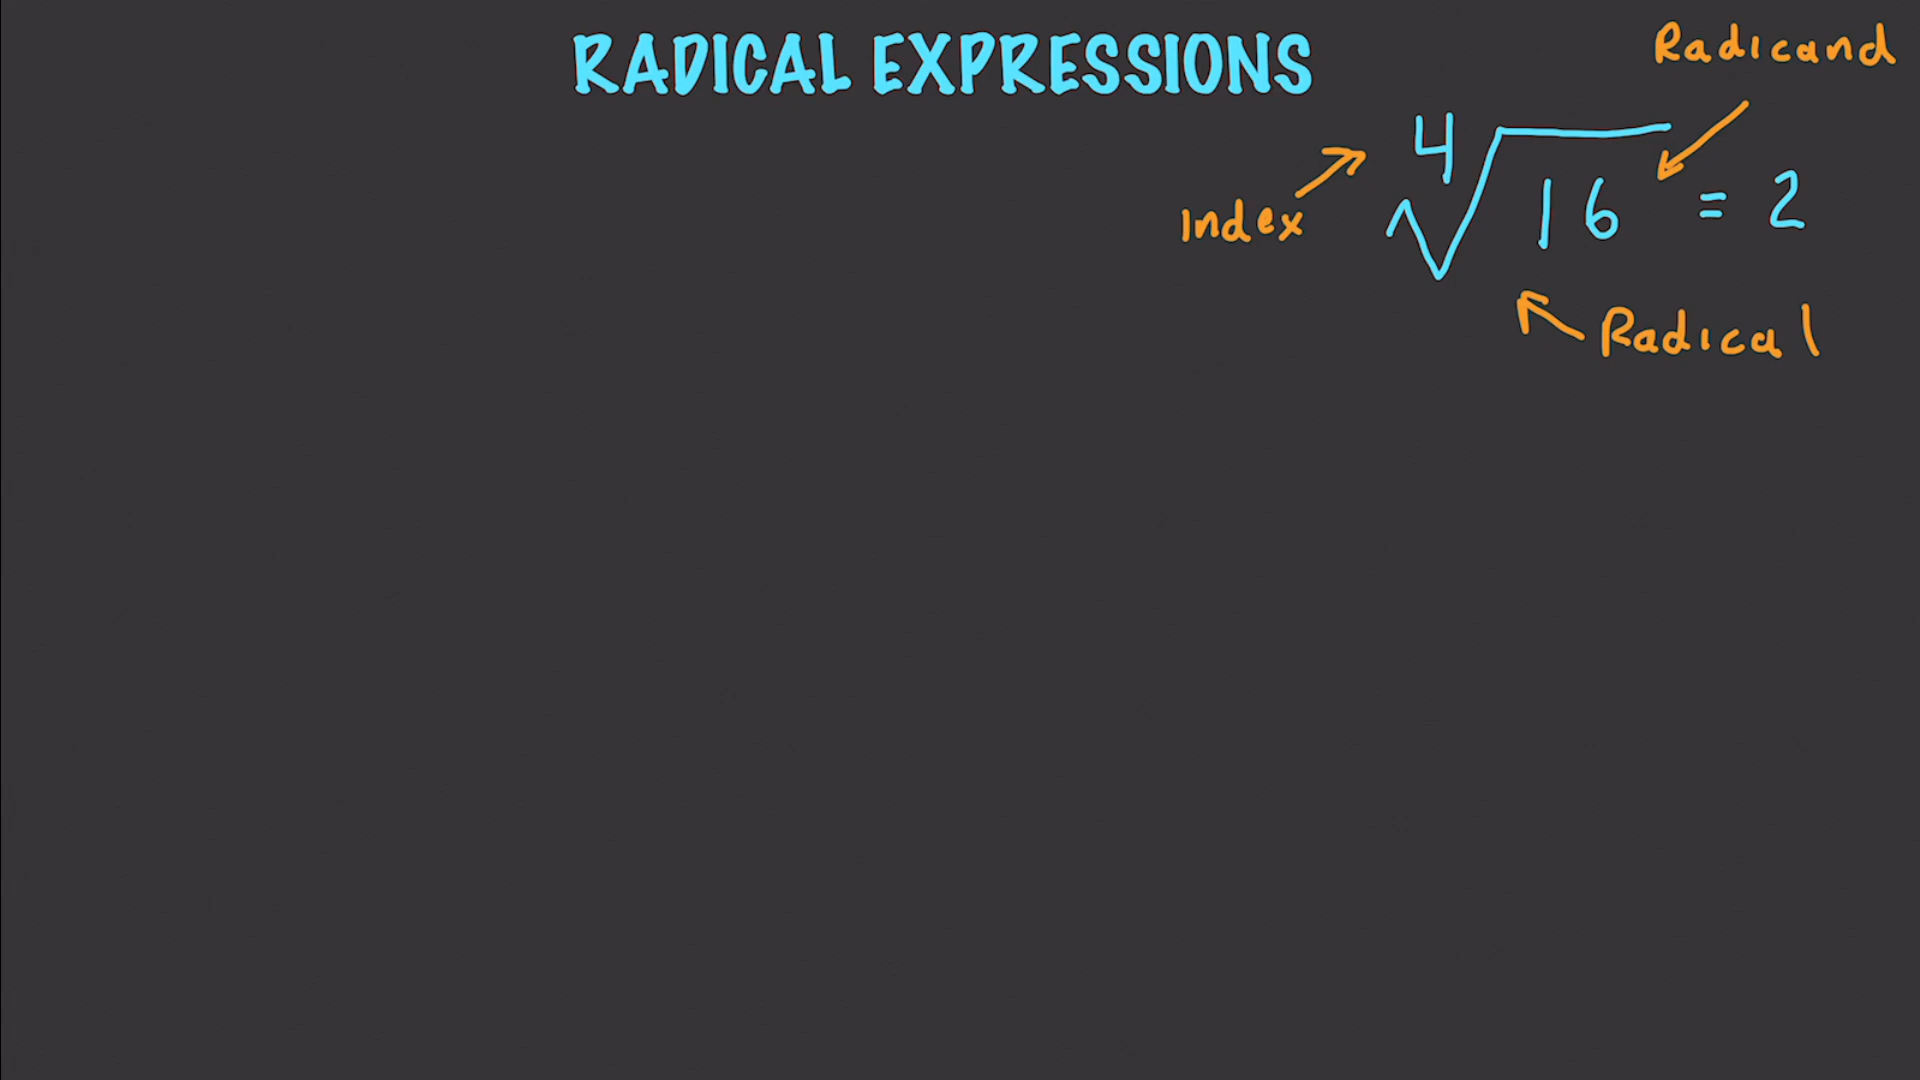 RADICAL EXPRESSIONS
Radicand
Index
4√16 = 2
Radical